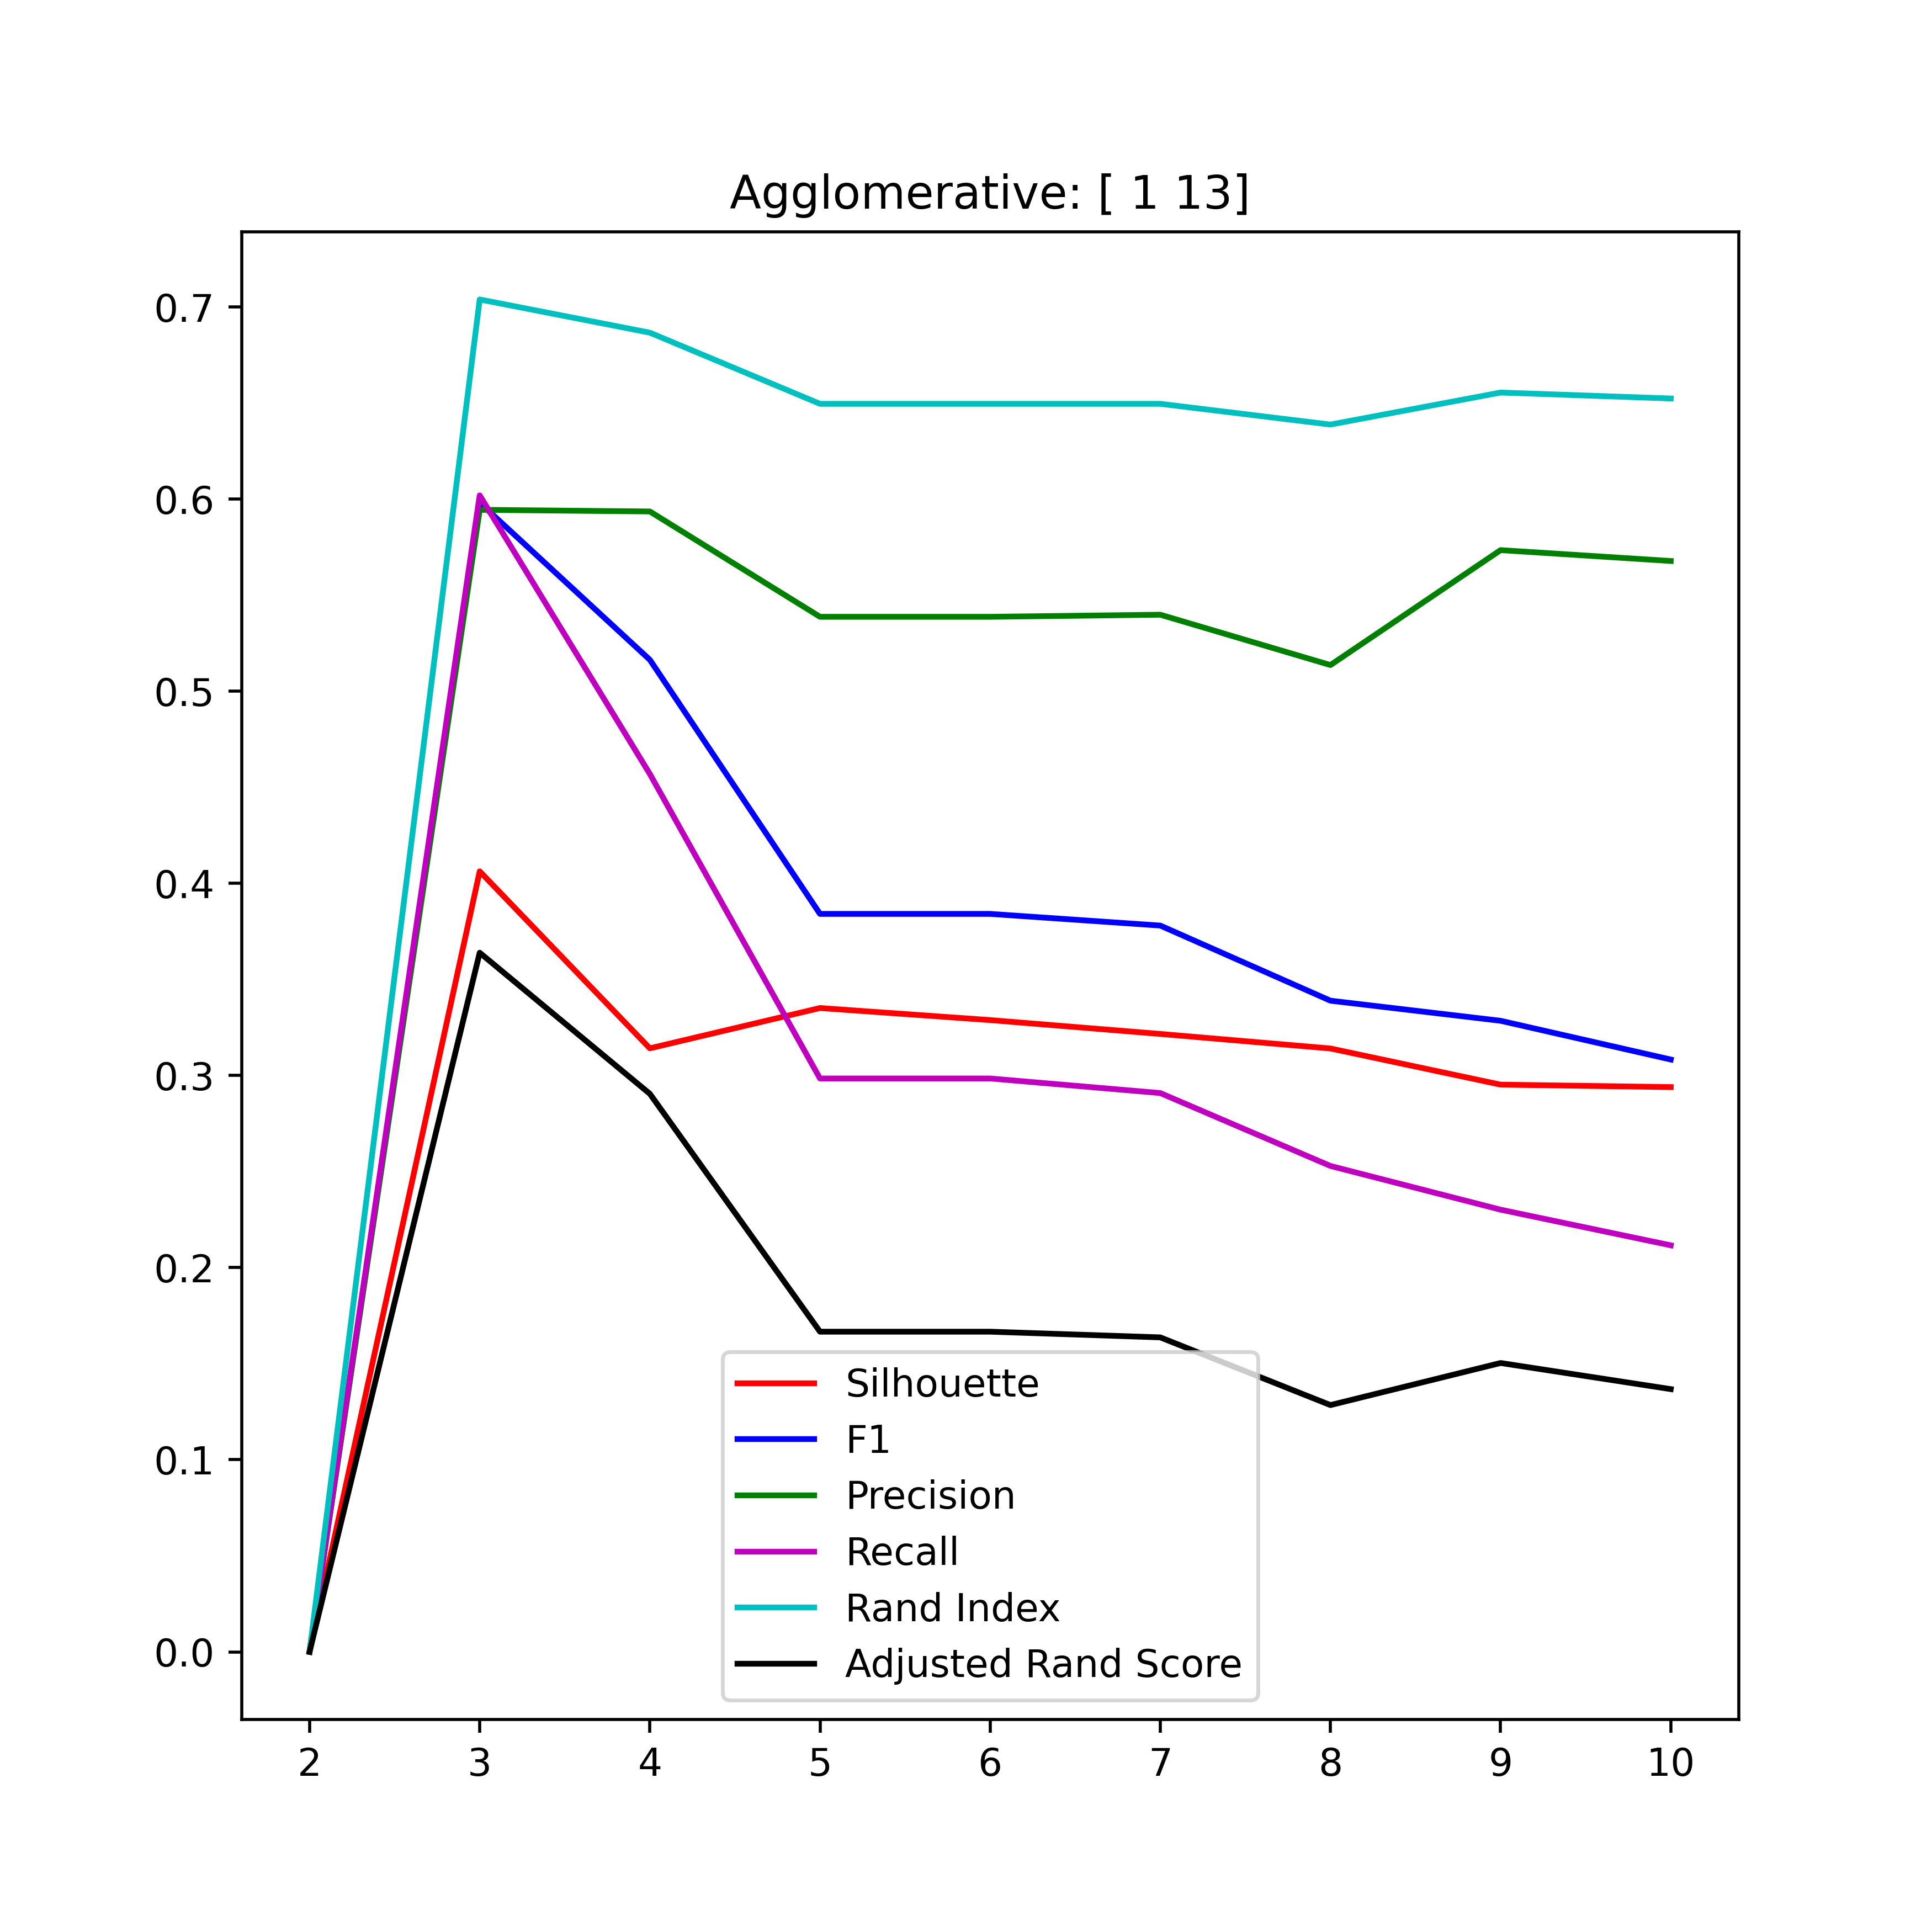 Agglomerative: [ 1 13]
0.7
0.6
0.5
0.4
0.3
0.2
0.1
0.0
Silhouette
F1
Precision
Recall
Rand Index
Adjusted Rand Score
2 3 4 5 6 7 8 9 10